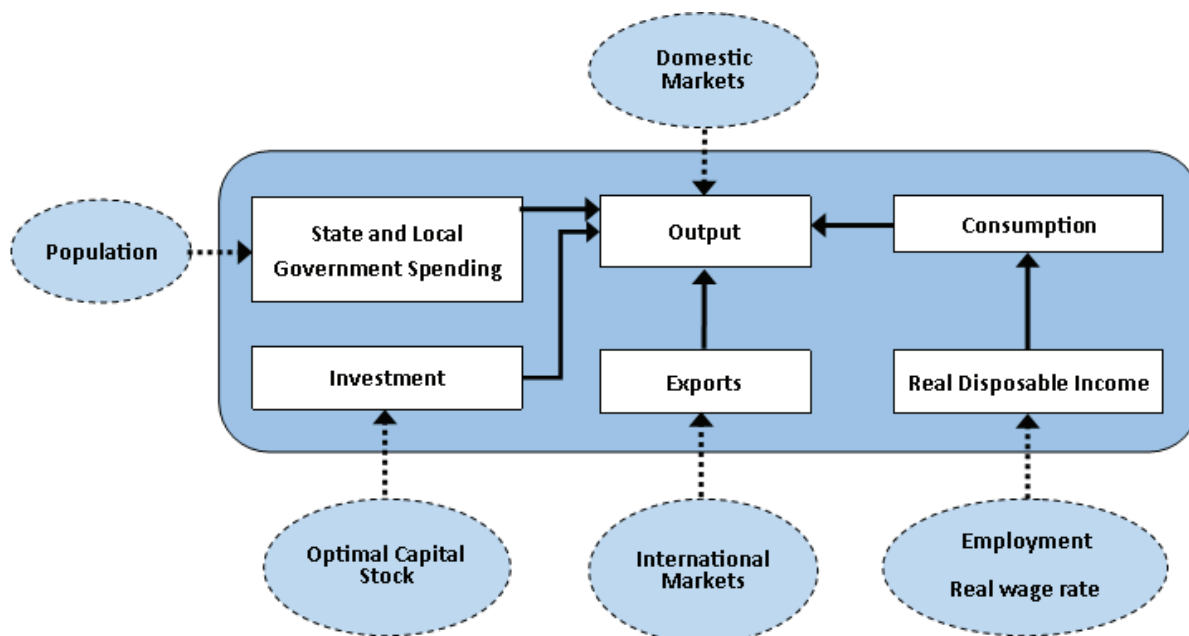 Domestic
Markets
Population
State and Local
Government Spending
Output
Consumption
Investment
Exports
Real Disposable Income
Optimal Capital
Stock
International
Markets
Employment
Real wage rate